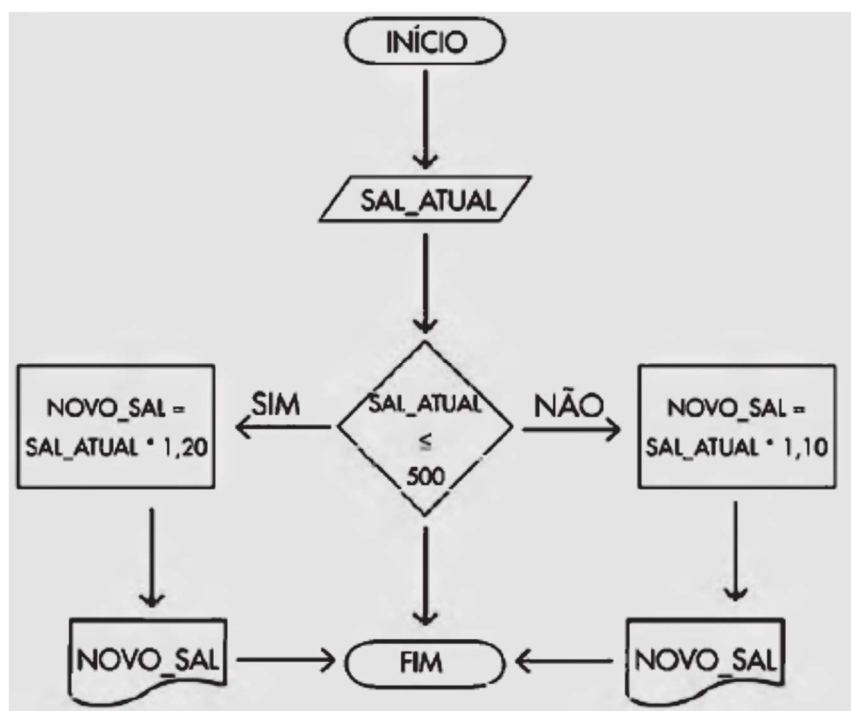 INÍCIO
SAL_ATUAL
SAL_ATUAL
≤
500
SIM
NÃO
NOVO_SAL =
SAL_ATUAL * 1,20
NOVO_SAL =
SAL_ATUAL * 1,10
NOVO_SAL
FIM
NOVO_SAL